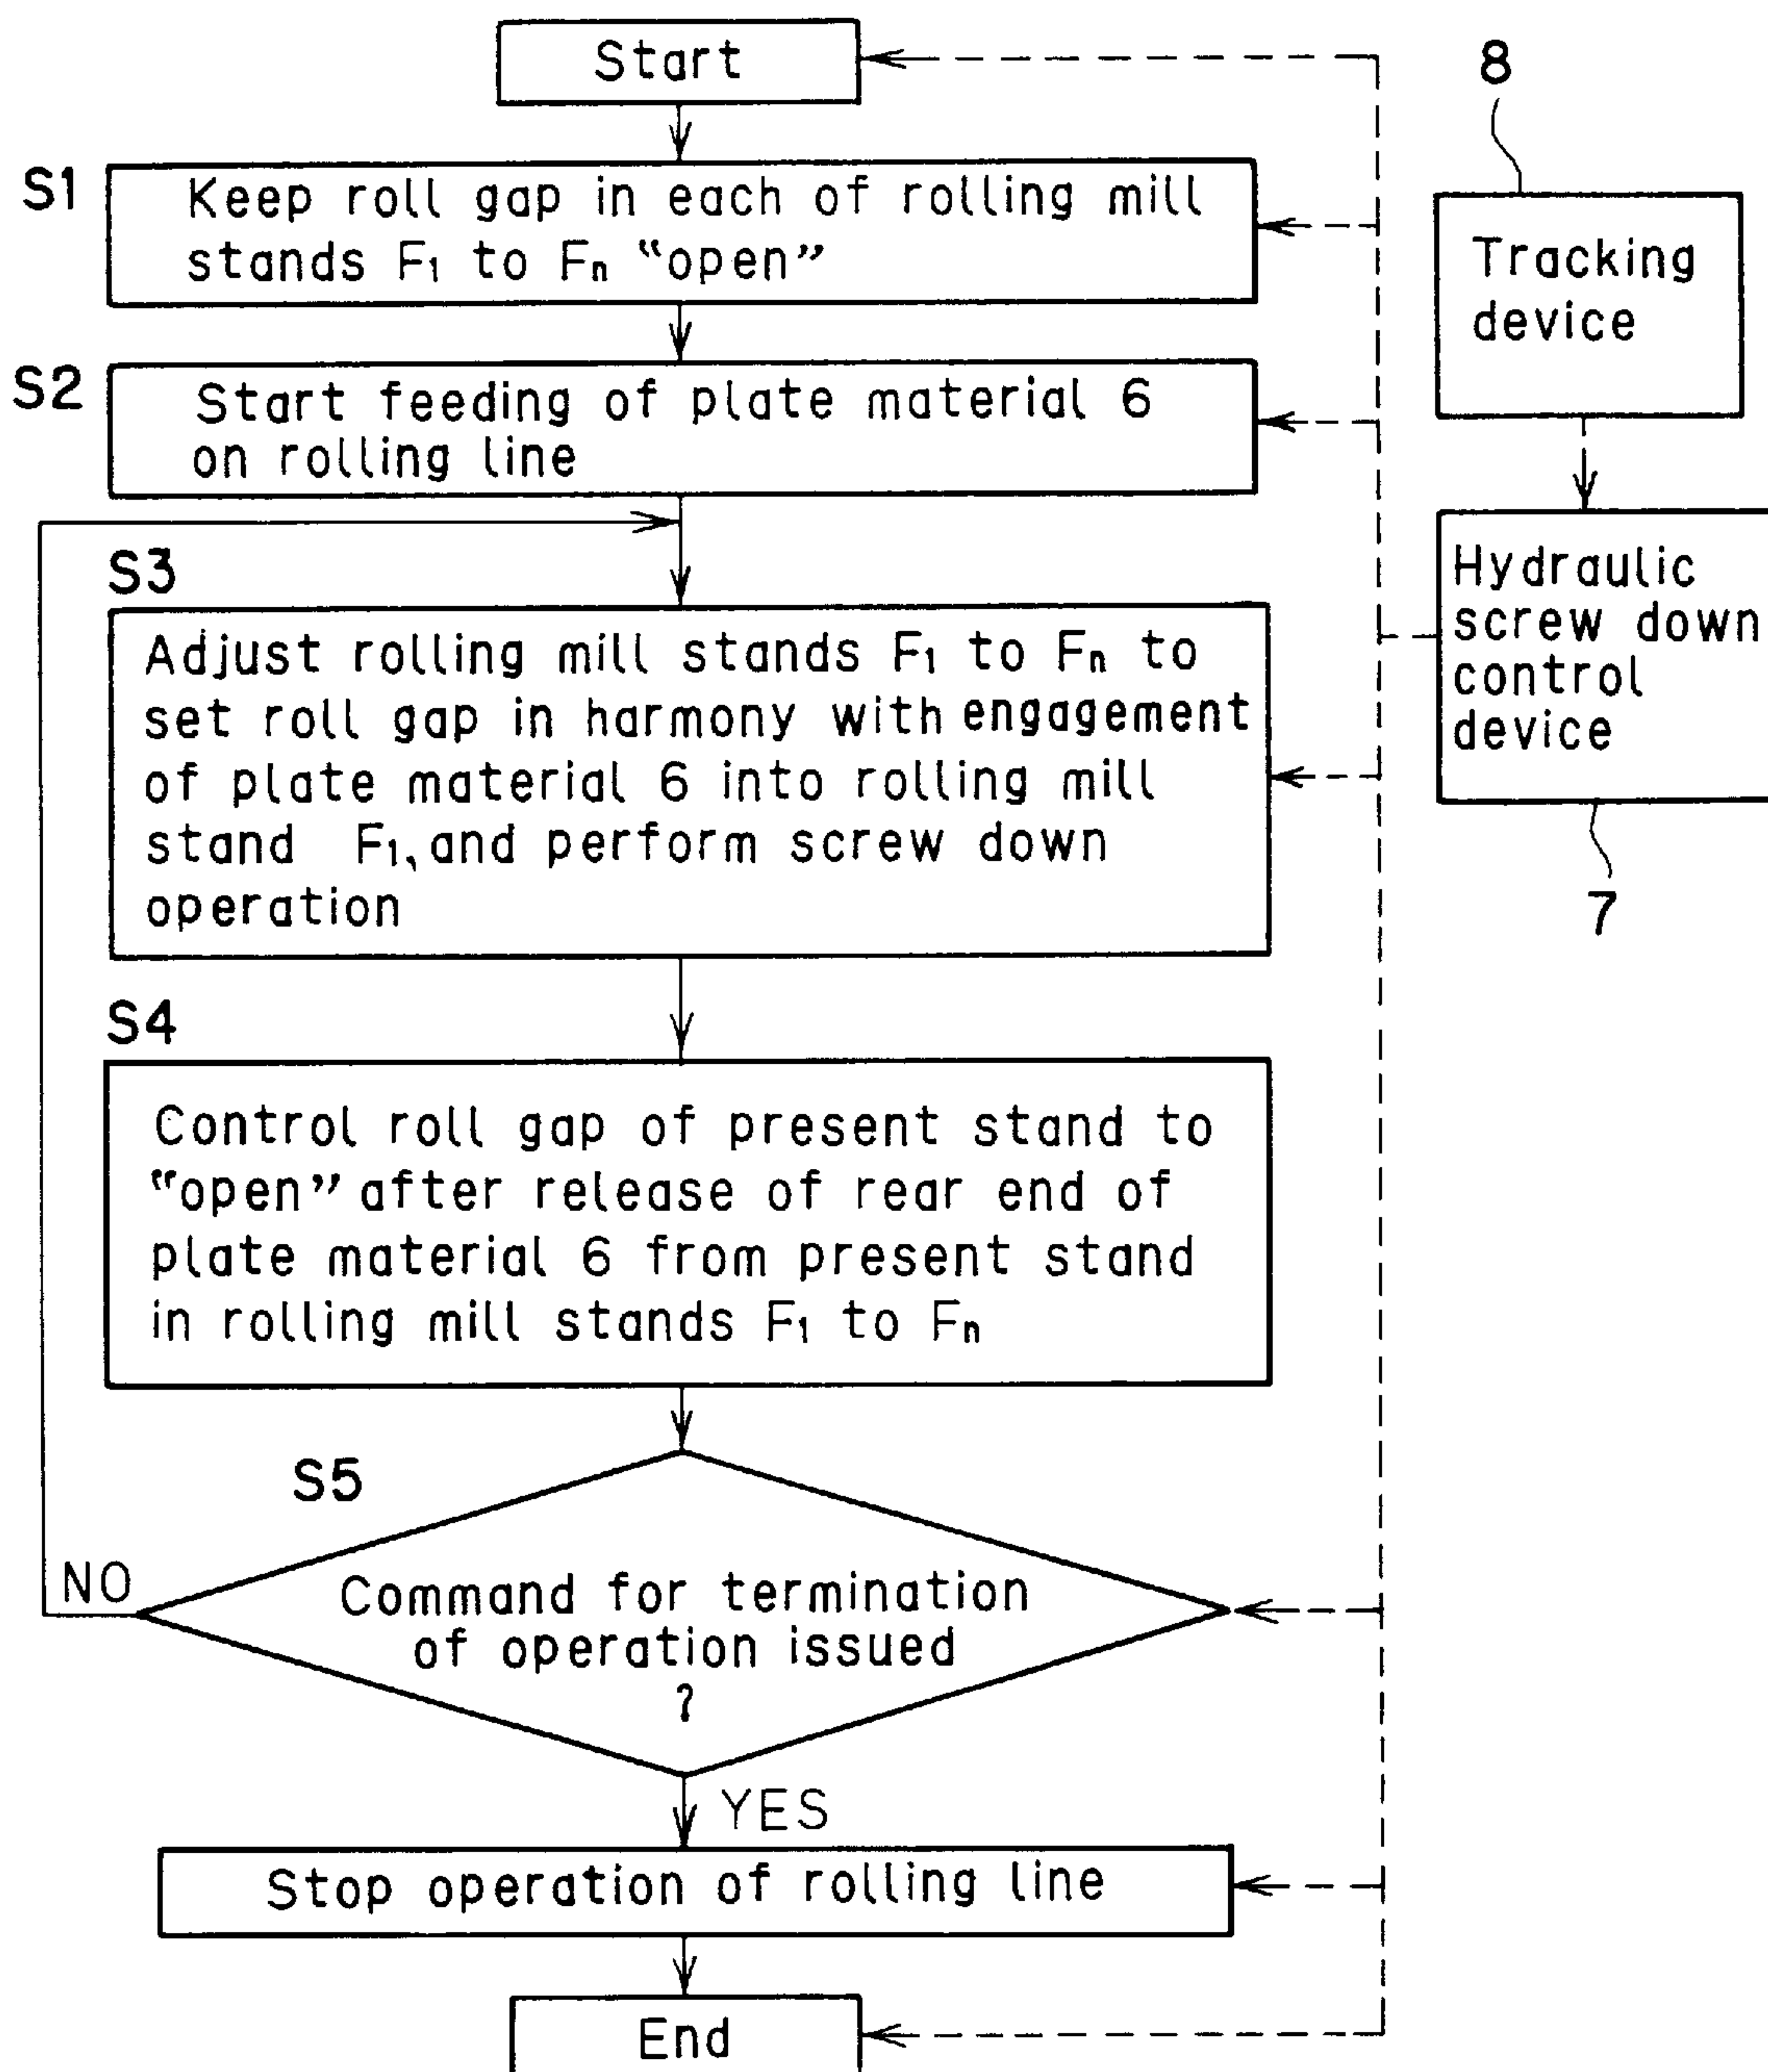 Start
S1
Keep roll gap in each of rolling mill
stands F₁ to Fₙ “open”
S2
Start feeding of plate material 6
on rolling line
S3
Adjust rolling mill stands F₁ to Fₙ to
set roll gap in harmony with engagement
of plate material 6 into rolling mill
stand F₁, and perform screw down
operation
S4
Control roll gap of present stand to
“open” after release of rear end of
plate material 6 from present stand
in rolling mill stands F₁ to Fₙ
S5
NO
Command for termination
of operation issued
?
YES
Stop operation of rolling line
End
8
Tracking
device
Hydraulic
screw down
control
device
7